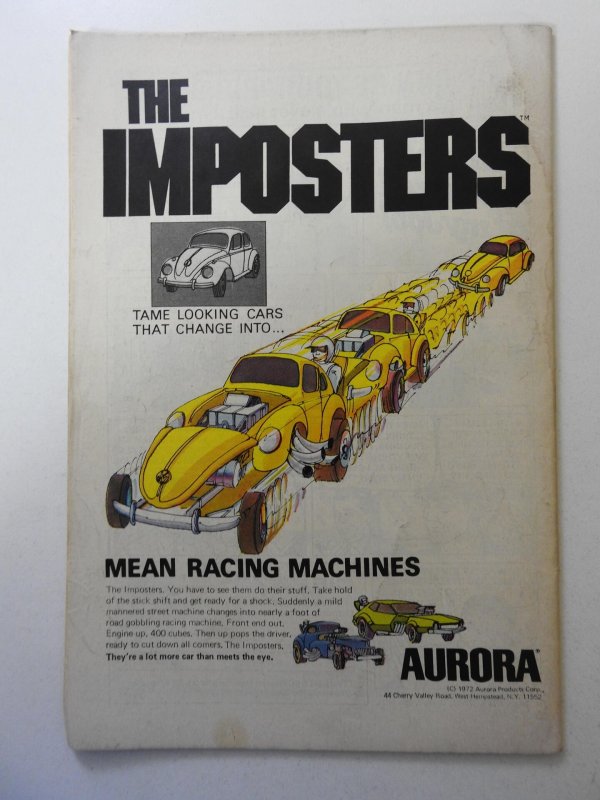 THE
IMPOSTERS™
TAME LOOKING CARS
THAT CHANGE INTO...
MEAN RACING MACHINES
The Imposters. You have to see them do their stuff. Take hold
of the stick shift and get ready for a shock. Suddenly a mild
mannered street machine changes into nearly a foot of
road gobbling racing machine. Front end out.
Engine up, 400 cubes. Then up pops the driver,
ready to cut down all comers. The Imposters.
They're a lot more car than meets the eye.
AURORA®
(C) 1972 Aurora Products Corp.,
44 Cherry Valley Road, West Hempstead, N.Y. 11552